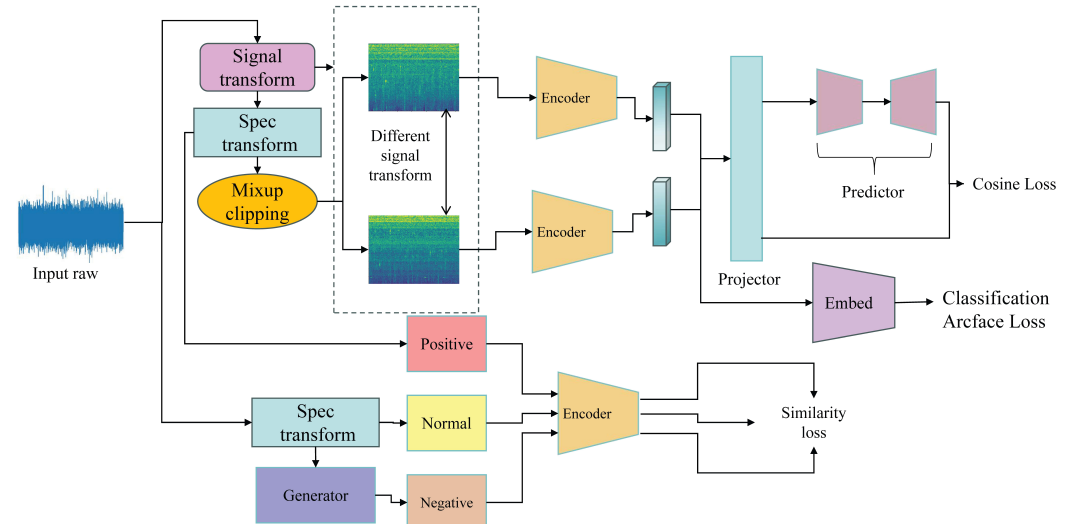 Signal
transform
Spec
transform
Mixup
clipping
Input raw
Different
signal
transform
Encoder
Encoder
Projector
Predictor
Cosine Loss
Embed
Classification
Arcface Loss
Positive
Spec
transform
Normal
Generator
Negative
Encoder
Similarity
loss